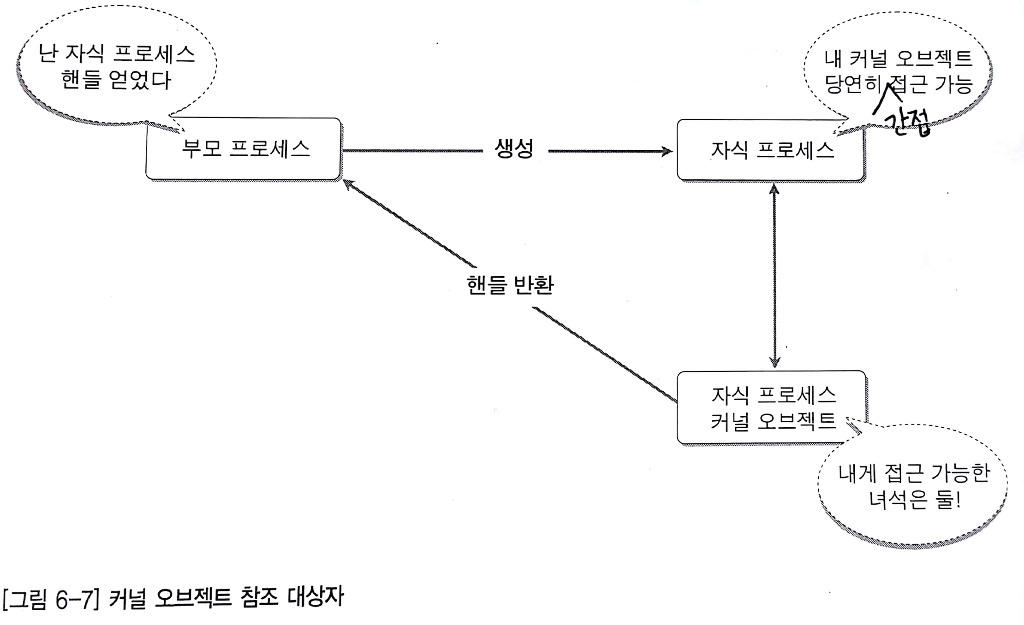 난 자식 프로세스
핸들 얻었다
내 커널 오브젝트
당연히 접근 가능
간접
부모 프로세스
생성
자식 프로세스
핸들 반환
자식 프로세스
커널 오브젝트
내게 접근 가능한
녀석은 둘!
[그림 6-7] 커널 오브젝트 참조 대상자